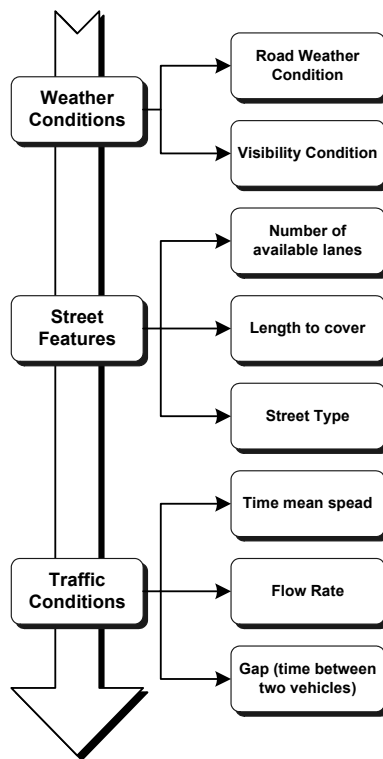 Weather
Conditions
Road Weather
Condition
Visibility Condition
Street
Features
Number of
available lanes
Length to cover
Street Type
Traffic
Conditions
Time mean spead
Flow Rate
Gap (time between
two vehicles)